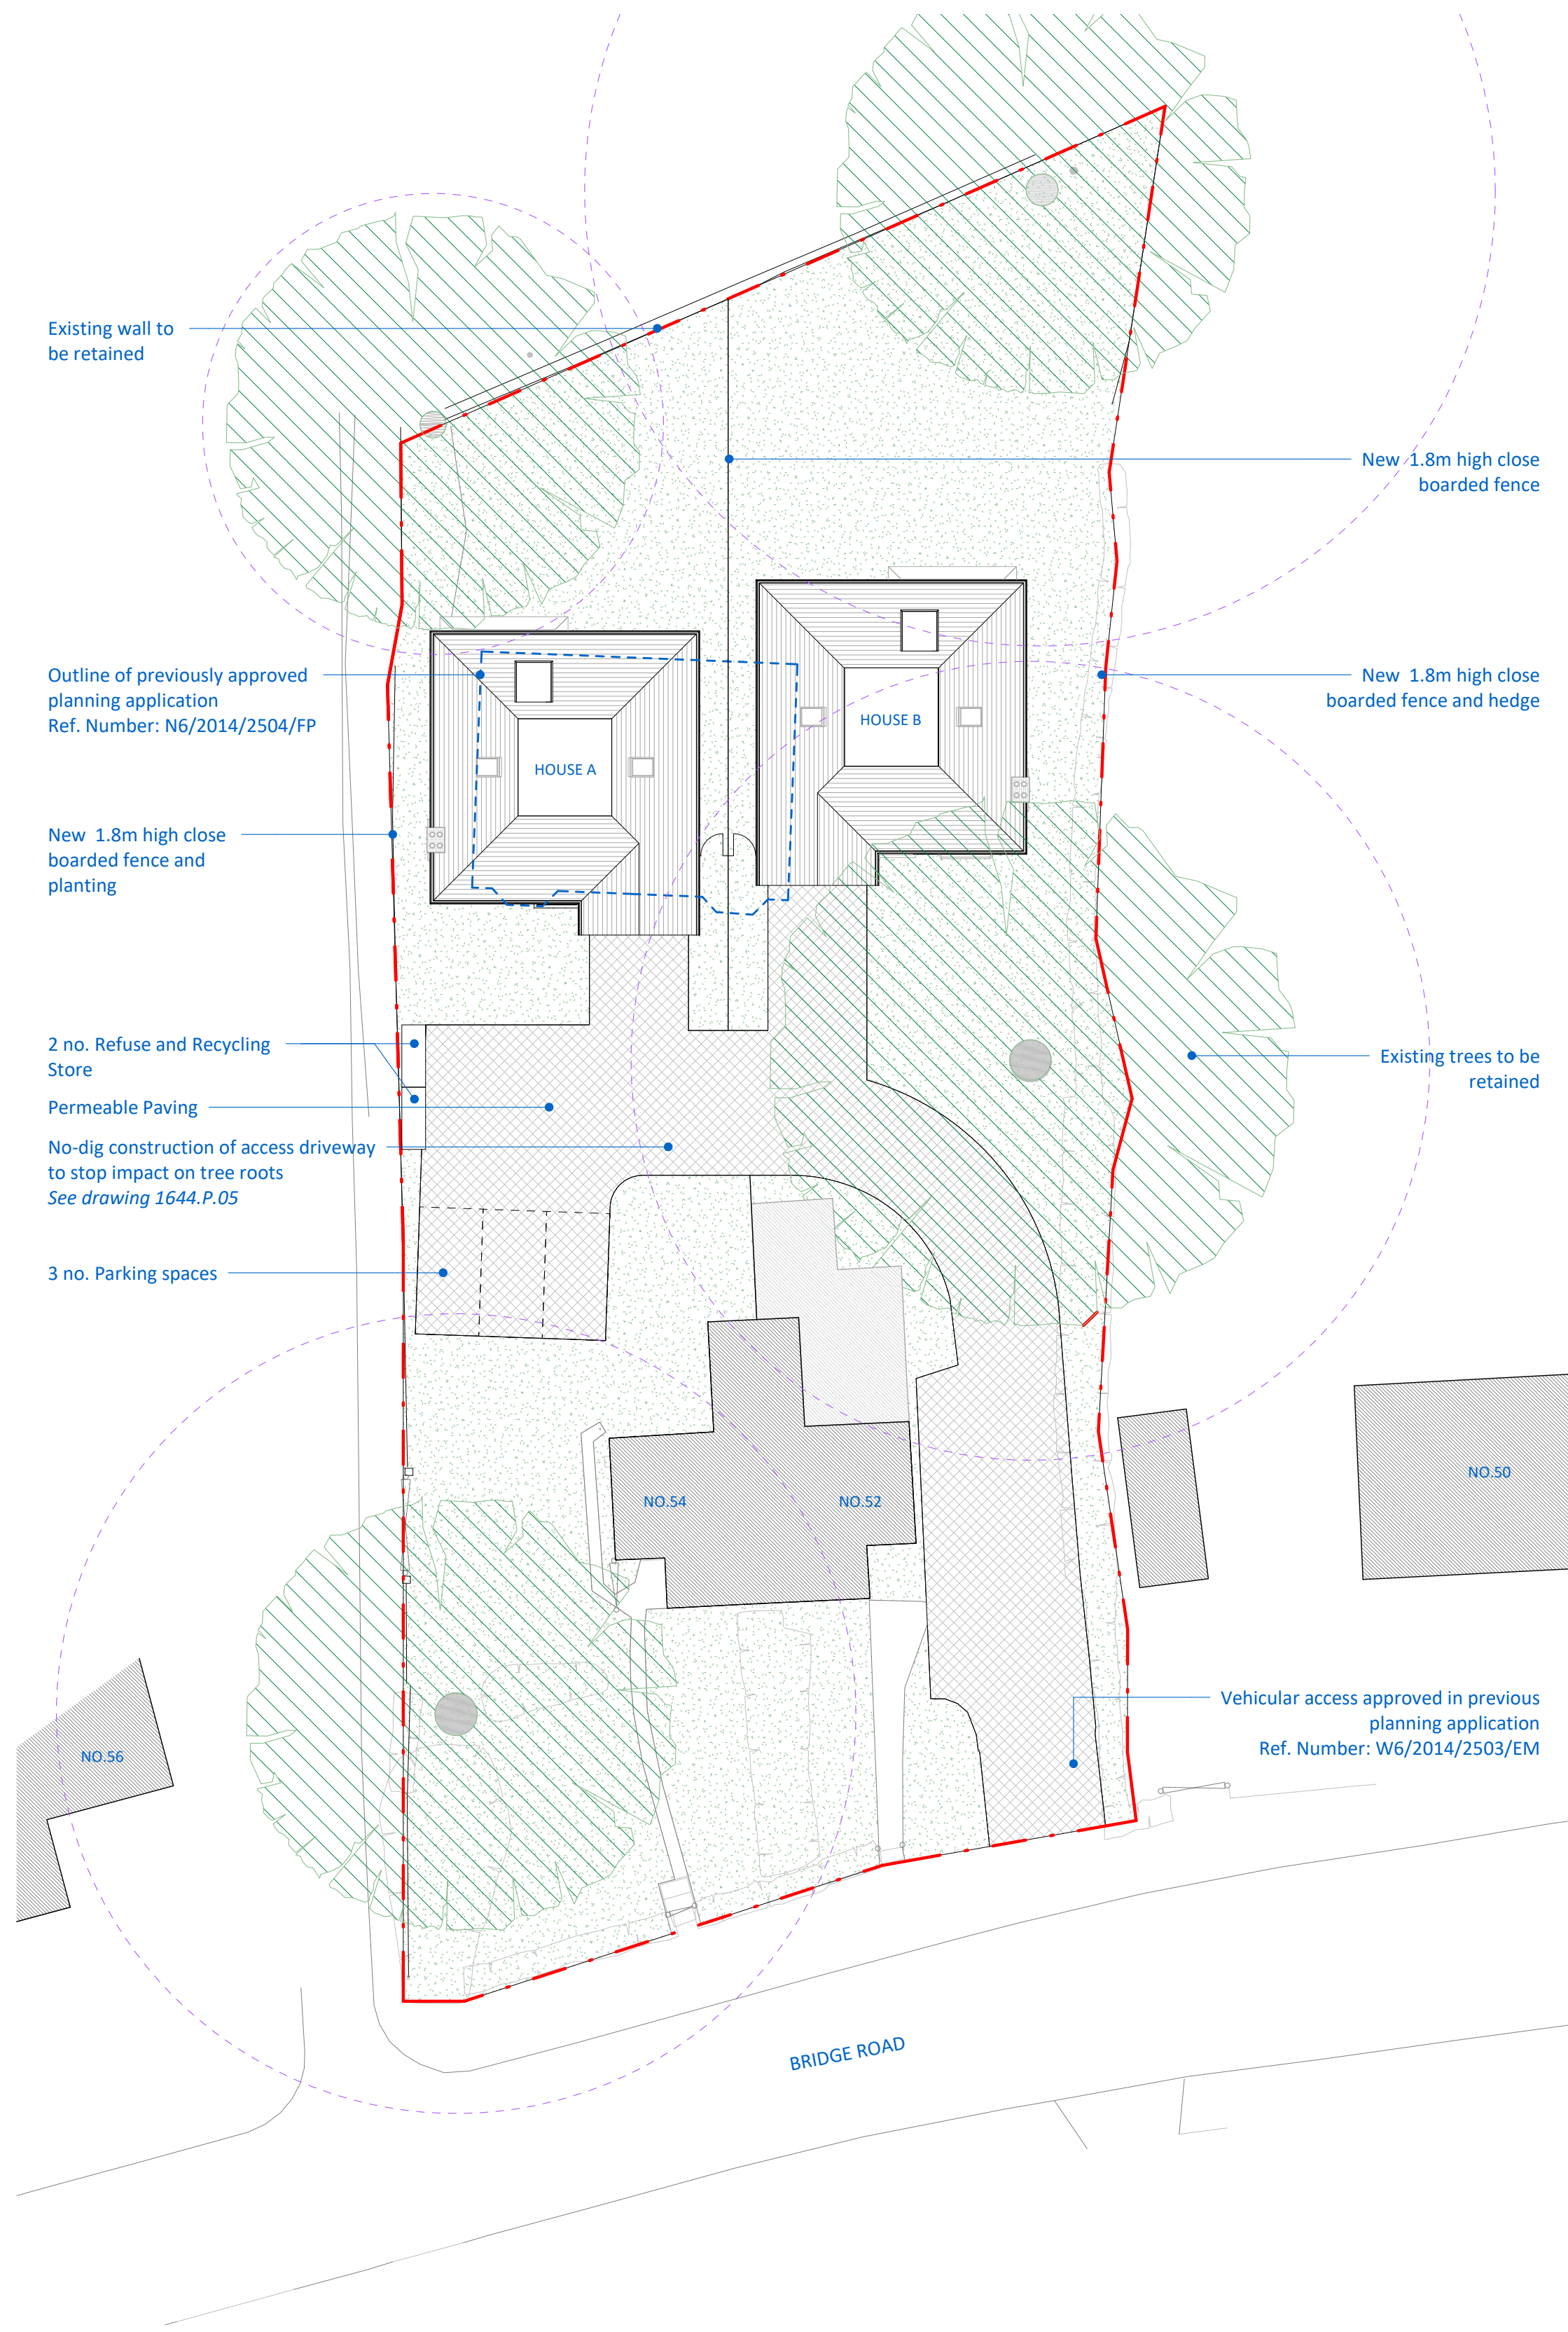 Existing wall to
be retained
New 1.8m high close
boarded fence
Outline of previously approved
planning application
Ref. Number: N6/2014/2504/FP
New 1.8m high close
boarded fence and hedge
HOUSE B
HOUSE A
New 1.8m high close
boarded fence and
planting
2 no. Refuse and Recycling
Store
Existing trees to be
retained
Permeable Paving
No-dig construction of access driveway
to stop impact on tree roots
See drawing 1644.P.05
3 no. Parking spaces
NO.50
NO.54
NO.52
Vehicular access approved in previous
planning application
Ref. Number: W6/2014/2503/EM
NO.56
BRIDGE ROAD